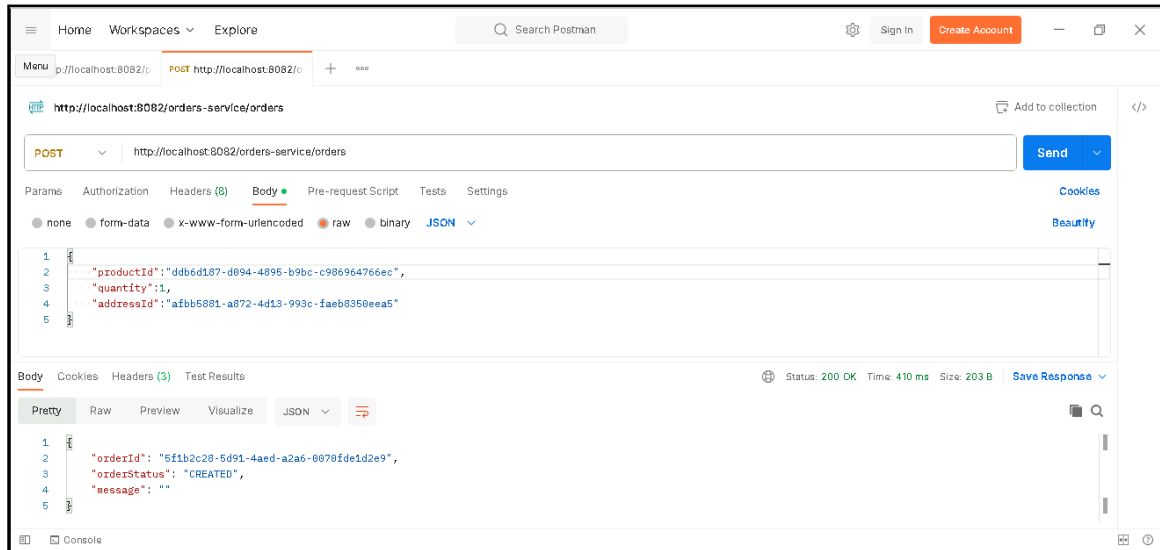 Home Workspaces Explore Search Postman Sign In Create Account
Menu p://localhost:8082/p POST http://localhost:8082/o
HTTP http://localhost:8082/orders-service/orders Add to collection </>
POST http://localhost:8082/orders-service/orders Send
Params Authorization Headers (8) Body Pre-request Script Tests Settings Cookies
none form-data x-www-form-urlencoded raw binary JSON Beautify
1 {
2 "productId":"ddb6d187-d094-4895-b9bc-c986964766ec",
3 "quantity":1,
4 "addressId":"afbb5881-a872-4d13-993c-faeb8350eea5"
5 }
Body Cookies Headers (3) Test Results Status: 200 OK Time: 410 ms Size: 203 B Save Response
Pretty Raw Preview Visualize JSON
1 {
2 "orderId": "5f1b2c28-5d91-4aed-a2a6-0070fde1d2e9",
3 "orderStatus": "CREATED",
4 "message": ""
5 }
Console